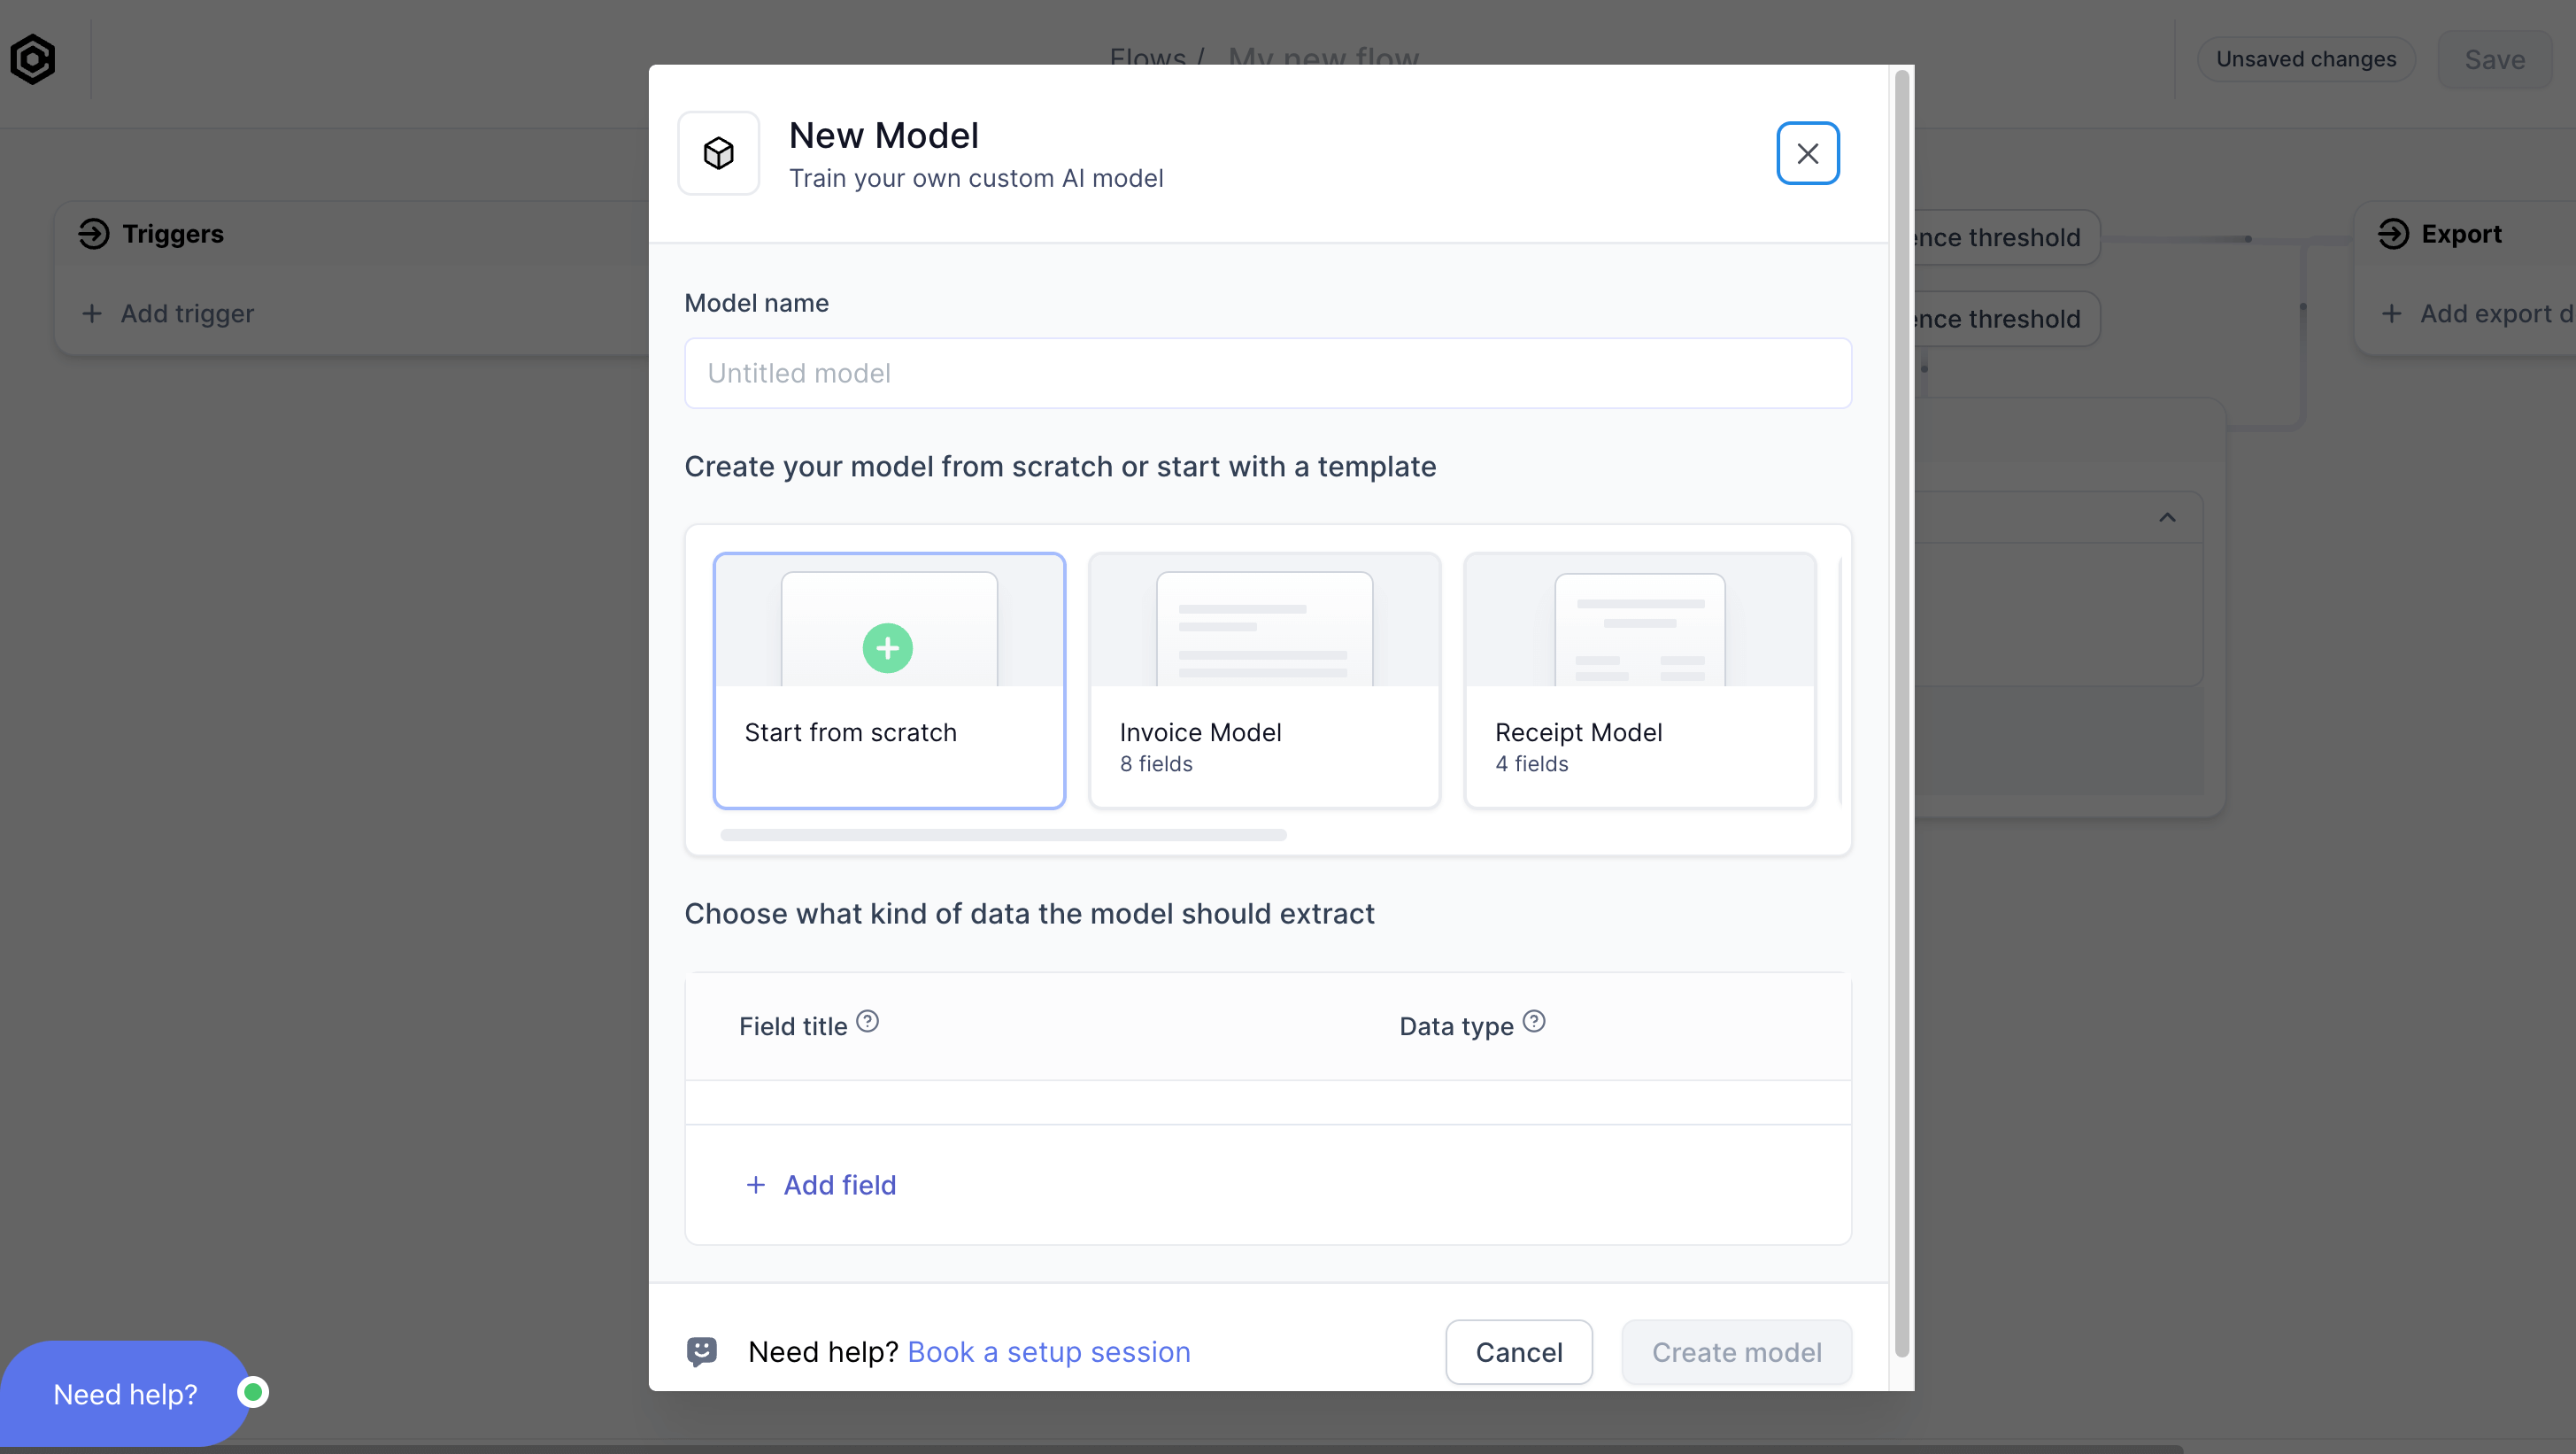 Flows / My new flow
Unsaved changes
Save
New Model
Train your own custom AI model
Triggers
Add trigger
ence threshold
ence threshold
Export
Add export d
Model name
Untitled model
Create your model from scratch or start with a template
Start from scratch
Invoice Model
8 fields
Receipt Model
4 fields
Choose what kind of data the model should extract
Field title
Data type
+ Add field
Need help? Book a setup session
Cancel
Create model
Need help?